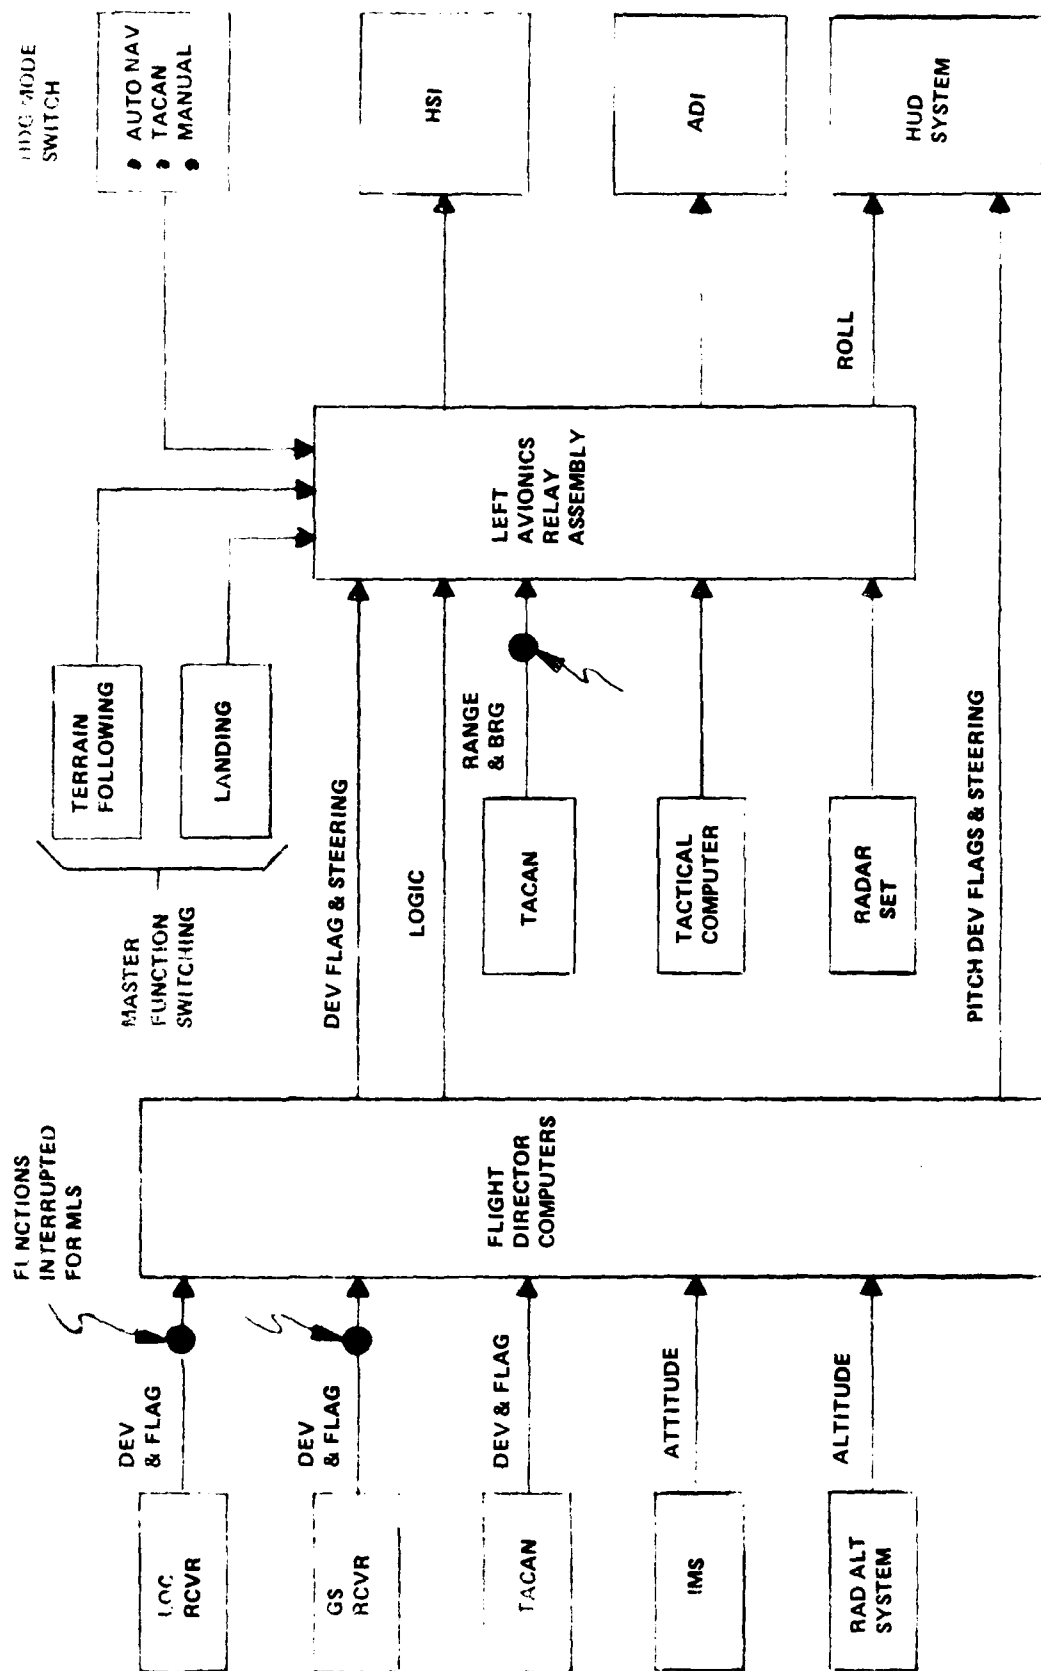 FUNCTIONS
INTERRUPTED
FOR MLS
LOC
RCVR
DEV
& FLAG
GS
RCVR
DEV
& FLAG
TACAN
DEV & FLAG
IMS
ATTITUDE
RAD ALT
SYSTEM
ALTITUDE
FLIGHT
DIRECTOR
COMPUTERS
MASTER
FUNCTION
SWITCHING
TERRAIN
FOLLOWING
LANDING
DEV FLAG & STEERING
LOGIC
TACAN
RANGE
& BRG
TACTICAL
COMPUTER
RADAR
SET
PITCH DEV FLAGS & STEERING
LEFT
AVIONICS
RELAY
ASSEMBLY
ROLL
HDG MODE
SWITCH
• AUTO NAV
• TACAN
• MANUAL
HSI
ADI
HUD
SYSTEM